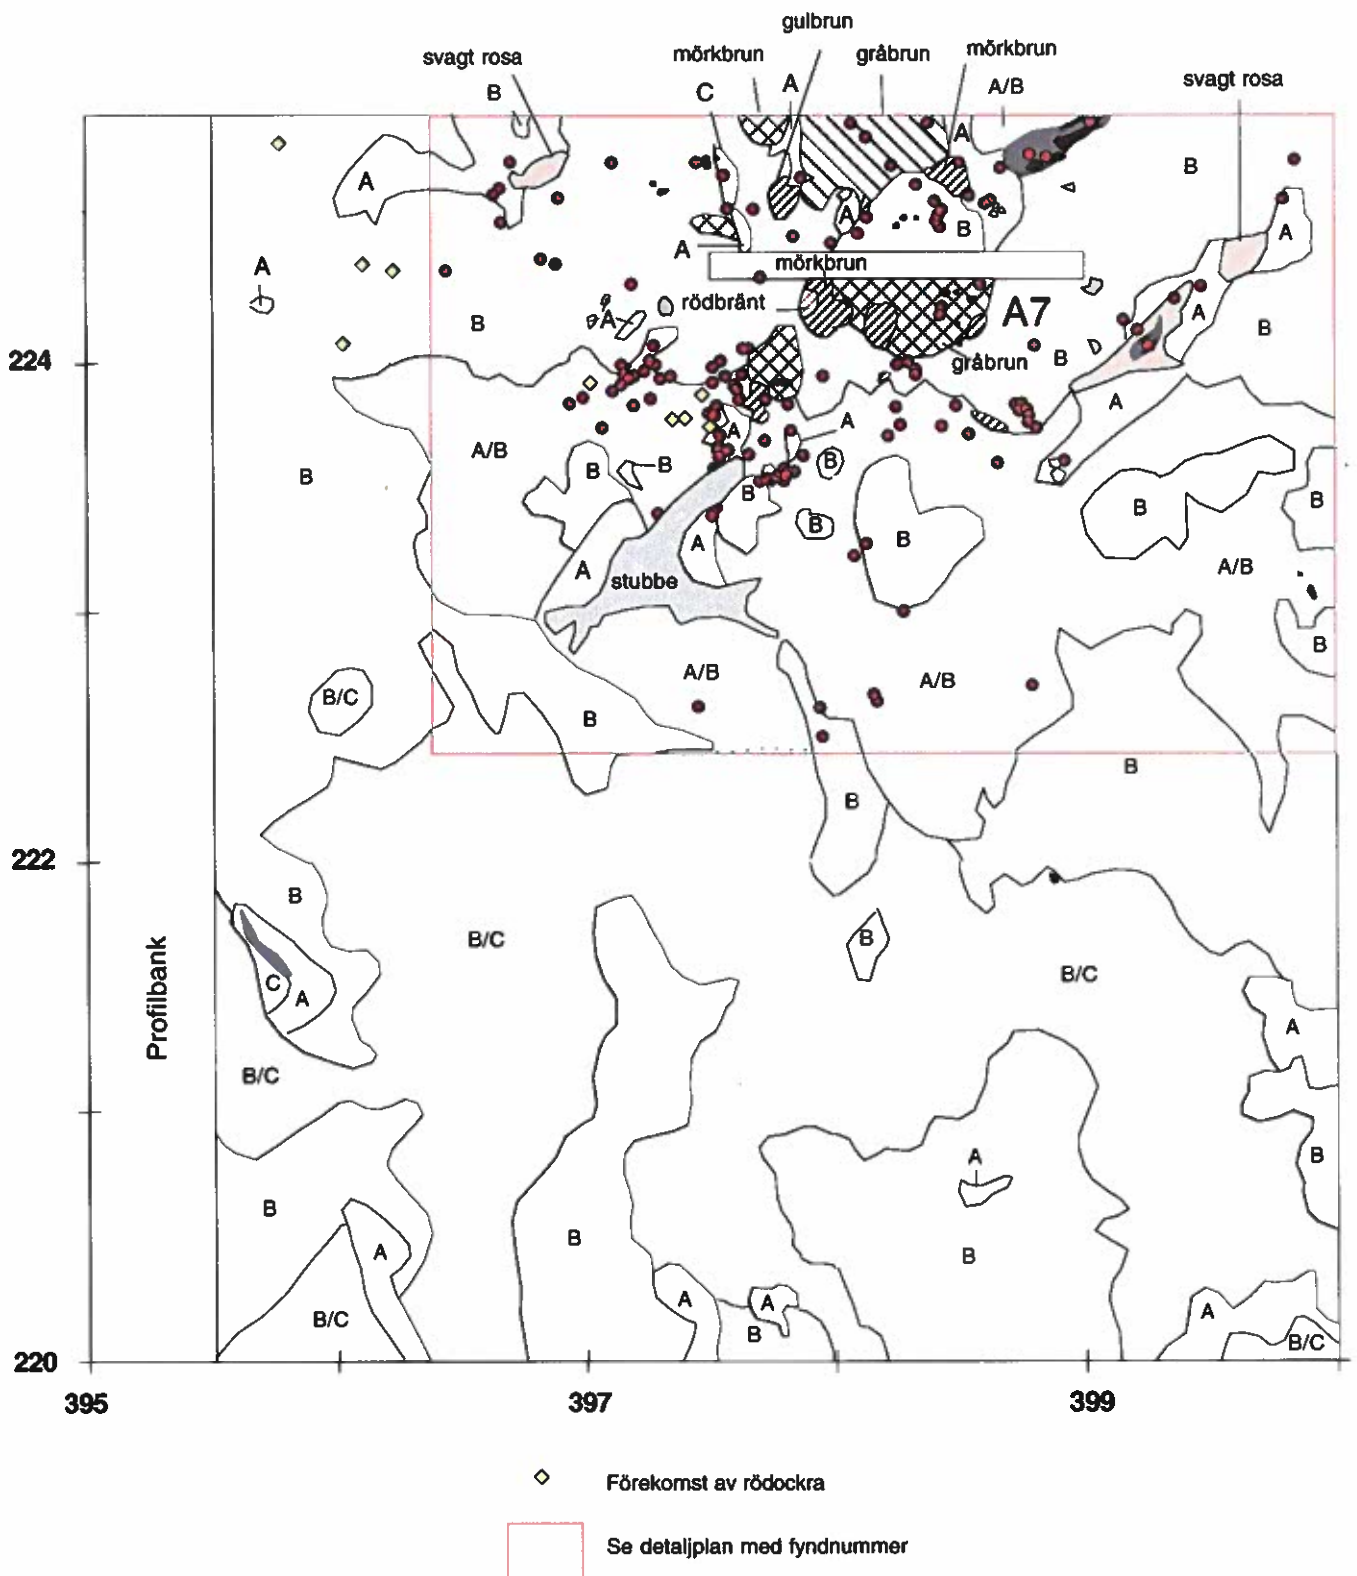 gulbrun
svagt rosa mörkbrun gråbrun mörkbrun
B C A A/B svagt rosa
A A B
A B A
A A
mörkbrun
rödbränt A7
B A A B
224 B D
gråbrun
A
A/B A A
B B B B
B B B
B
B A
A stubbe A/B
B
B/C A/B A/B
B
B
B
222
B
B/C B
C A B/C
A
Profilbank
B/C
A B
B
B A B
B/C A A A
B B/C
220
395 397 399
Förekomst av rödockra
Se detaljplan med fyndnummer